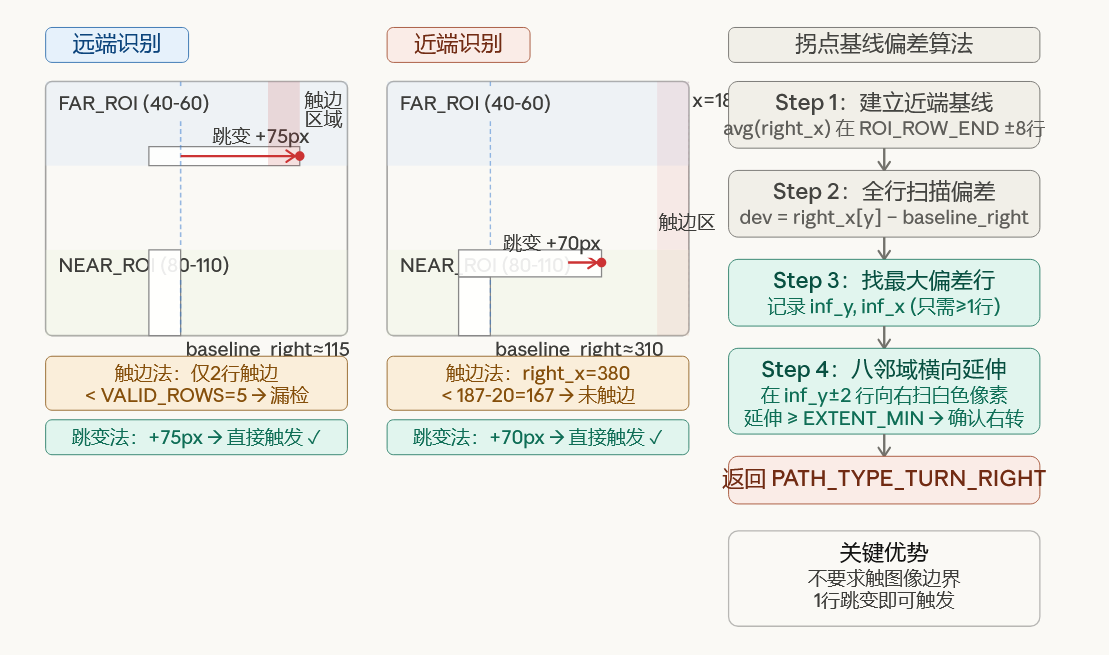 远端识别
FAR_ROI (40-60)
触边
区域
跳变 +75px
NEAR_ROI (80-110)
baseline_right≈115
触边法：仅2行触边
< VALID_ROWS=5 → 漏检
跳变法：+75px → 直接触发 ✓
近端识别
FAR_ROI (40-60)
x=18
触边区
跳变 +70px
NEAR_ROI (80-110)
baseline_right≈310
触边法：right_x=380
< 187-20=167 → 未触边
跳变法：+70px → 直接触发 ✓
拐点基线偏差算法
Step 1：建立近端基线
avg(right_x) 在 ROI_ROW_END ±8行
Step 2：全行扫描偏差
dev = right_x[y] − baseline_right
Step 3：找最大偏差行
记录 inf_y, inf_x (只需≥1行)
Step 4：八邻域横向延伸
在 inf_y±2 行向右扫白色像素
延伸 ≥ EXTENT_MIN → 确认右转
返回 PATH_TYPE_TURN_RIGHT
关键优势
不要求触图像边界
1行跳变即可触发